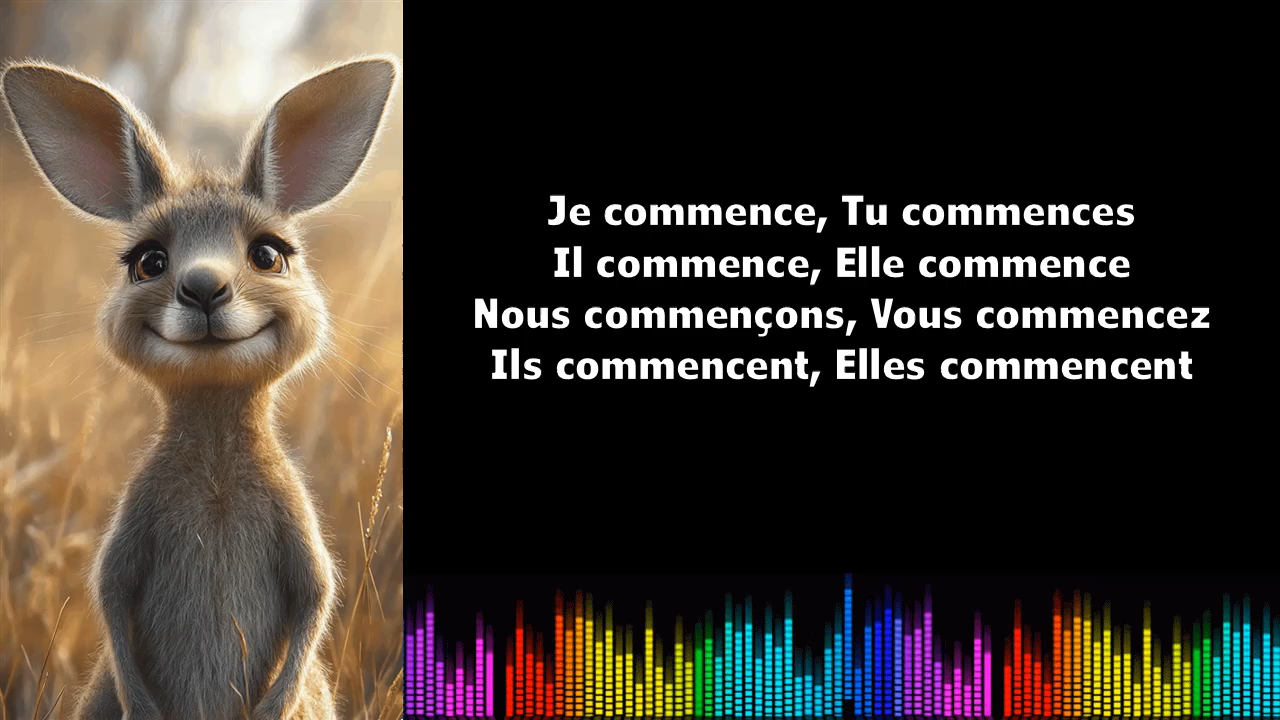 Je commence, Tu commences
Il commence, Elle commence
Nous commençons, Vous commencez
Ils commencent, Elles commencent